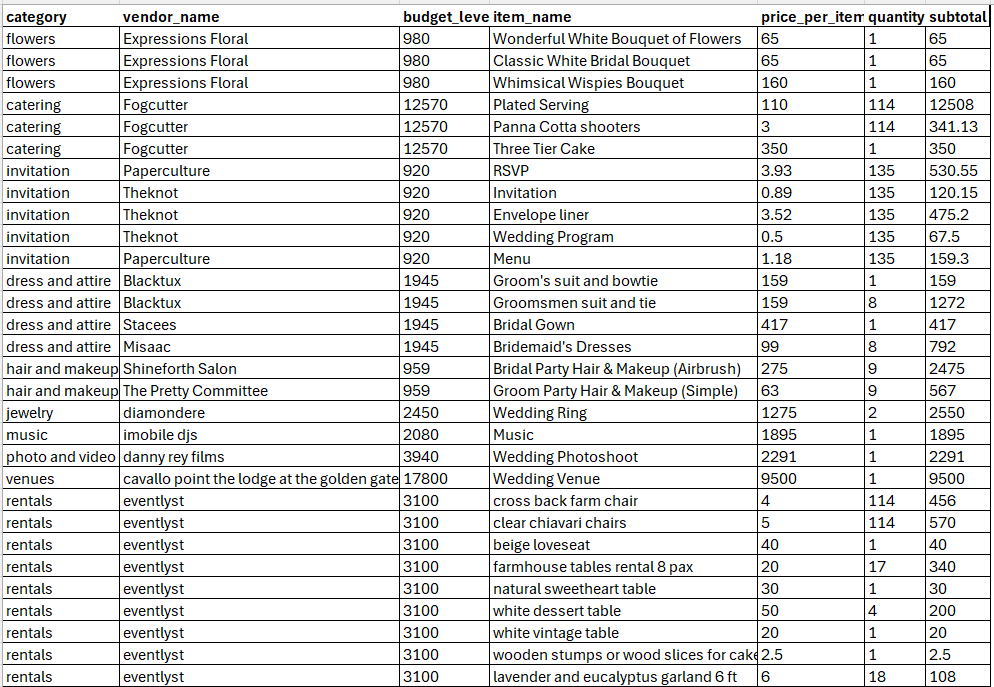 category vendor_name budget_leve item_name price_per_item quantity subtotal
flowers Expressions Floral 980 Wonderful White Bouquet of Flowers 65 1 65
flowers Expressions Floral 980 Classic White Bridal Bouquet 65 1 65
flowers Expressions Floral 980 Whimsical Wispies Bouquet 160 1 160
catering Fogcutter 12570 Plated Serving 110 114 12508
catering Fogcutter 12570 Panna Cotta shooters 3 114 341.13
catering Fogcutter 12570 Three Tier Cake 350 1 350
invitation Paperculture 920 RSVP 3.93 135 530.55
invitation Theknot 920 Invitation 0.89 135 120.15
invitation Theknot 920 Envelope liner 3.52 135 475.2
invitation Theknot 920 Wedding Program 0.5 135 67.5
invitation Paperculture 920 Menu 1.18 135 159.3
dress and attire Blacktux 1945 Groom's suit and bowtie 159 1 159
dress and attire Blacktux 1945 Groomsmen suit and tie 159 8 1272
dress and attire Stacees 1945 Bridal Gown 417 1 417
dress and attire Misaac 1945 Bridemaid's Dresses 99 8 792
hair and makeup Shineforth Salon 959 Bridal Party Hair & Makeup (Airbrush) 275 9 2475
hair and makeup The Pretty Committee 959 Groom Party Hair & Makeup (Simple) 63 9 567
jewelry diamondere 2450 Wedding Ring 1275 2 2550
music imobile djs 2080 Music 1895 1 1895
photo and video danny rey films 3940 Wedding Photoshoot 2291 1 2291
venues cavallo point the lodge at the golden gate 17800 Wedding Venue 9500 1 9500
rentals eventlyst 3100 cross back farm chair 4 114 456
rentals eventlyst 3100 clear chiavari chairs 5 114 570
rentals eventlyst 3100 beige loveseat 40 1 40
rentals eventlyst 3100 farmhouse tables rental 8 pax 20 17 340
rentals eventlyst 3100 natural sweetheart table 30 1 30
rentals eventlyst 3100 white dessert table 50 4 200
rentals eventlyst 3100 white vintage table 20 1 20
rentals eventlyst 3100 wooden stumps or wood slices for cake 2.5 1 2.5
rentals eventlyst 3100 lavender and eucalyptus garland 6 ft 6 18 108